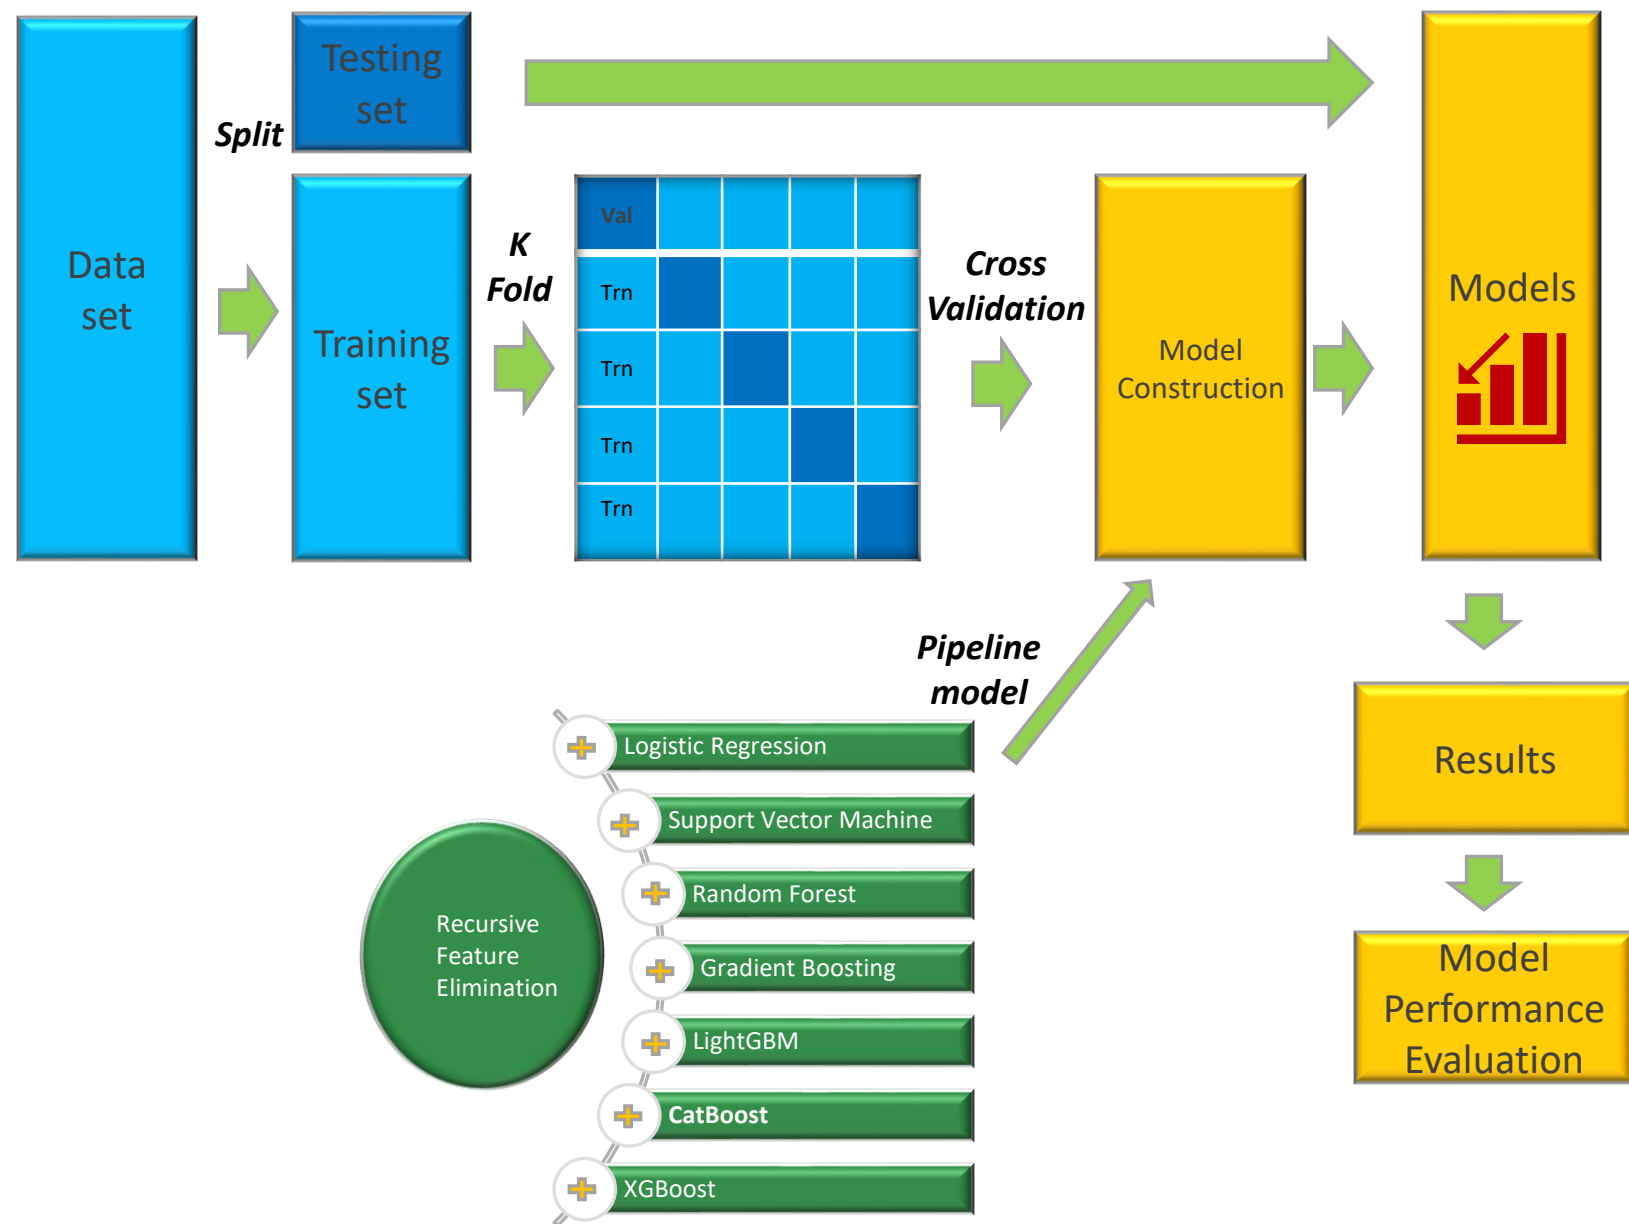 Data
set
Split
Testing
set
Training
set
K
Fold
Val
Trn
Trn
Trn
Trn
Cross
Validation
Model
Construction
Models
Pipeline
model
Recursive
Feature
Elimination
Logistic Regression
Support Vector Machine
Random Forest
Gradient Boosting
LightGBM
CatBoost
XGBoost
Results
Model
Performance
Evaluation